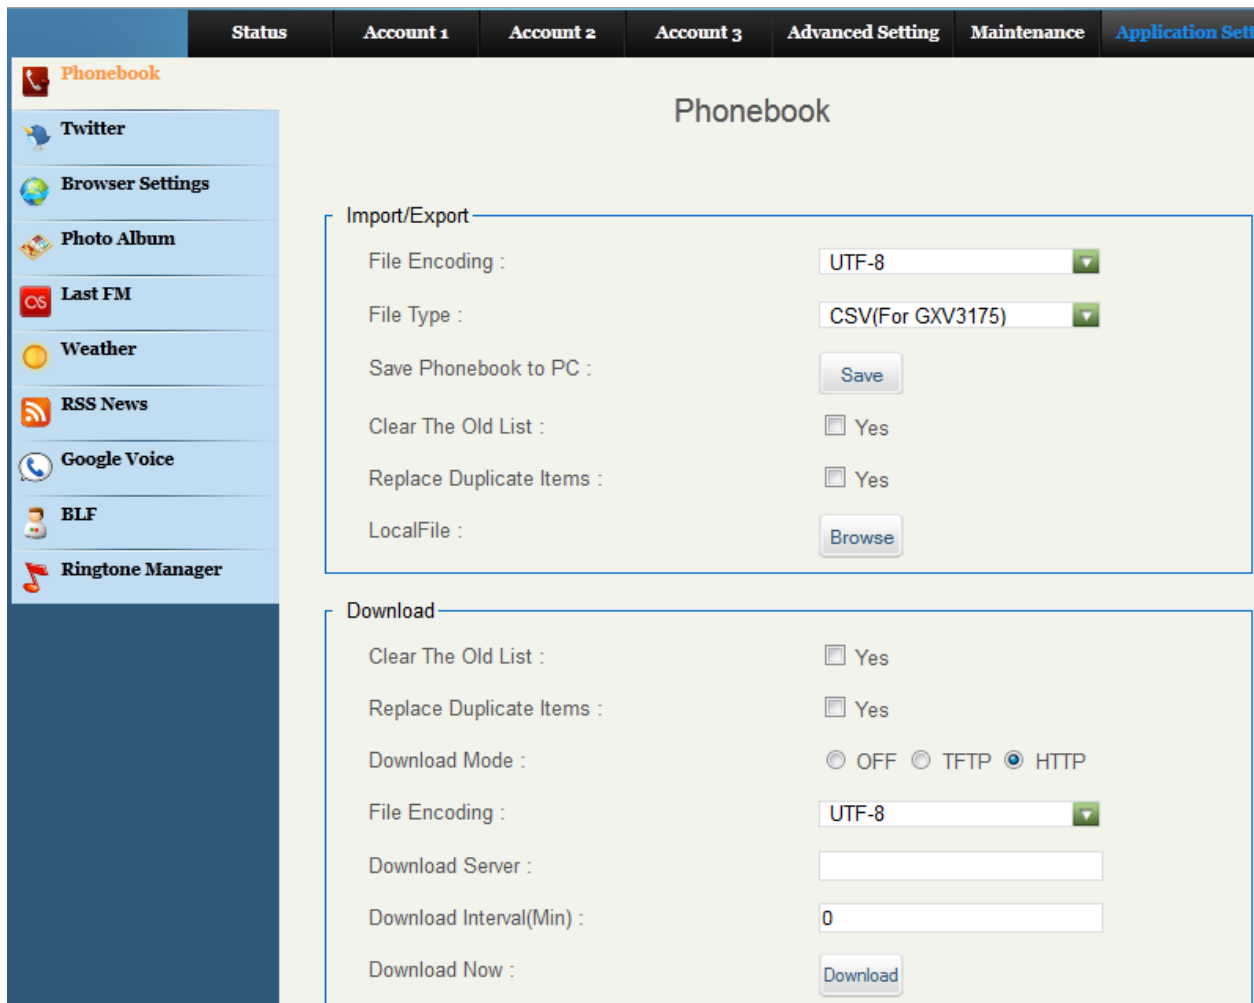 Status Account 1 Account 2 Account 3 Advanced Setting Maintenance Application Sett
Phonebook
Twitter
Browser Settings
Photo Album
Last FM
Weather
RSS News
Google Voice
BLF
Ringtone Manager
Phonebook
Import/Export
File Encoding : UTF-8
File Type : CSV(For GXV3175)
Save Phonebook to PC : Save
Clear The Old List : Yes
Replace Duplicate Items : Yes
LocalFile : Browse
Download
Clear The Old List : Yes
Replace Duplicate Items : Yes
Download Mode : OFF TFTP HTTP
File Encoding : UTF-8
Download Server :
Download Interval(Min) : 0
Download Now : Download